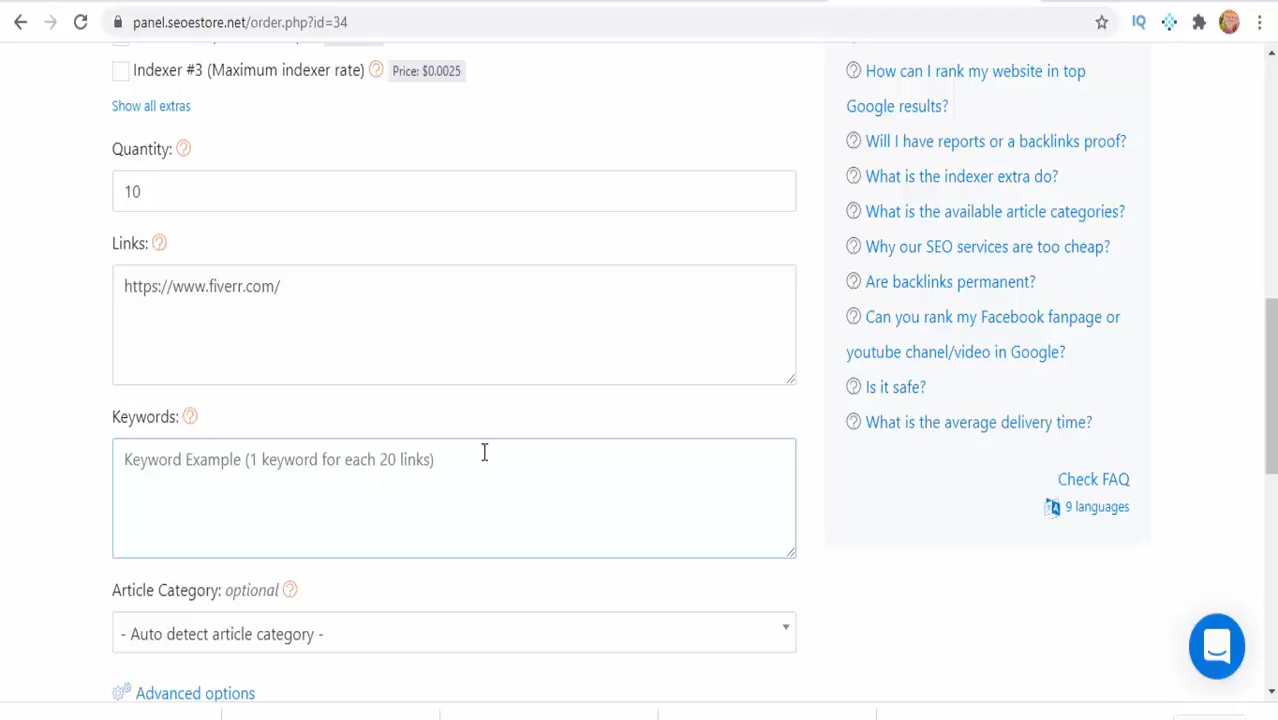 panel.seoestore.net/order.php?id=34
IQ
Indexer #3 (Maximum indexer rate) Price: $0.0025
Show all extras
Quantity:
10
Links:
https://www.fiverr.com/
Keywords:
Keyword Example (1 keyword for each 20 links)
Article Category: optional
- Auto detect article category -
Advanced options
How can I rank my website in top
Google results?
Will I have reports or a backlinks proof?
What is the indexer extra do?
What is the available article categories?
Why our SEO services are too cheap?
Are backlinks permanent?
Can you rank my Facebook fanpage or
youtube chanel/video in Google?
Is it safe?
What is the average delivery time?
Check FAQ
9 languages